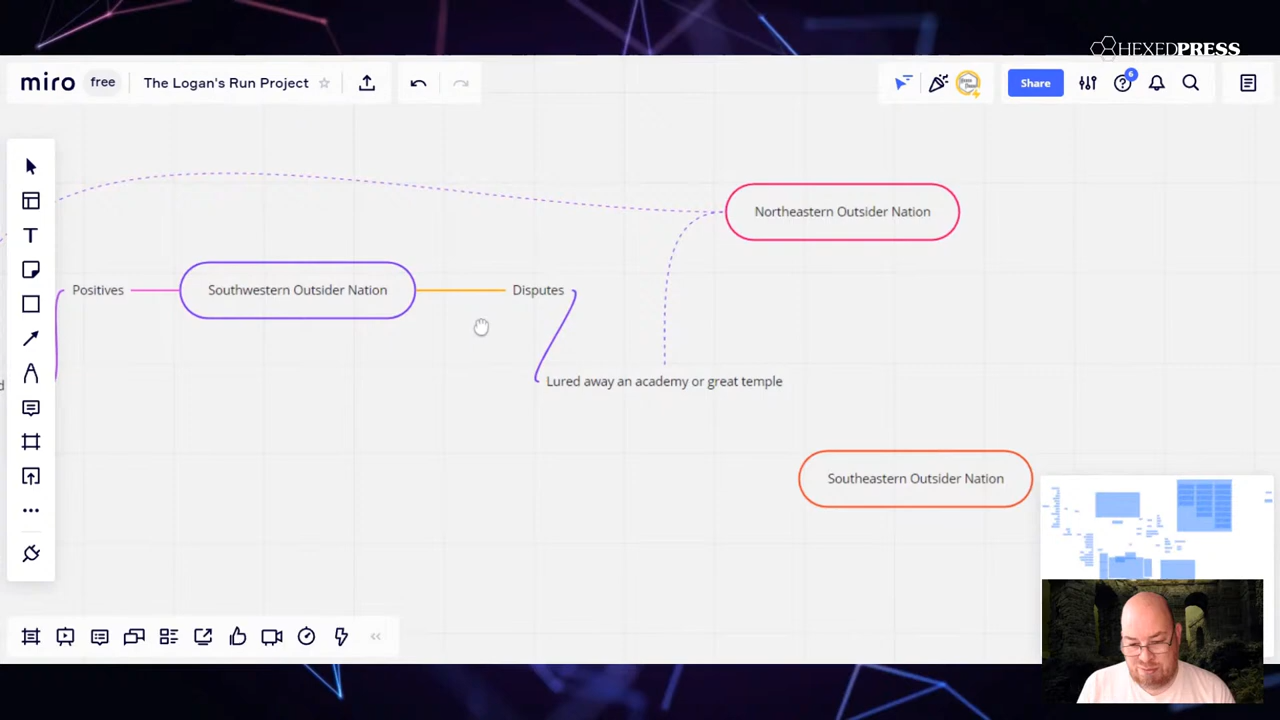 HEXEDPRESS
miro free The Logan's Run Project
Share
6
Northeastern Outsider Nation
Positives
Southwestern Outsider Nation
Disputes
Lured away an academy or great temple
Southeastern Outsider Nation